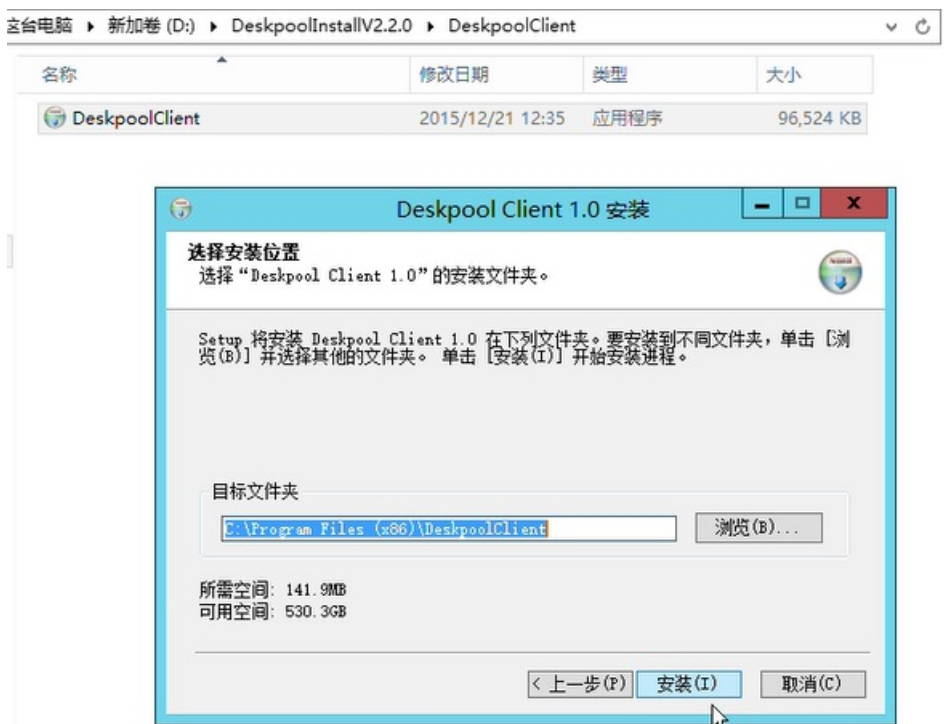 这台电脑 ▸ 新加卷 (D:) ▸ DeskpoolInstallV2.2.0 ▸ DeskpoolClient
名称 修改日期 类型 大小
DeskpoolClient 2015/12/21 12:35 应用程序 96,524 KB
Deskpool Client 1.0 安装
选择安装位置
选择“Deskpool Client 1.0”的安装文件夹。
Setup 将安装 Deskpool Client 1.0 在下列文件夹。要安装到不同文件夹，单击 [浏
览(B)] 并选择其他的文件夹。 单击 [安装(I)] 开始安装进程。
目标文件夹
C:\Program Files (x86)\DeskpoolClient 浏览(B)...
所需空间: 141.9MB
可用空间: 530.3GB
< 上一步(P) 安装(I) 取消(C)